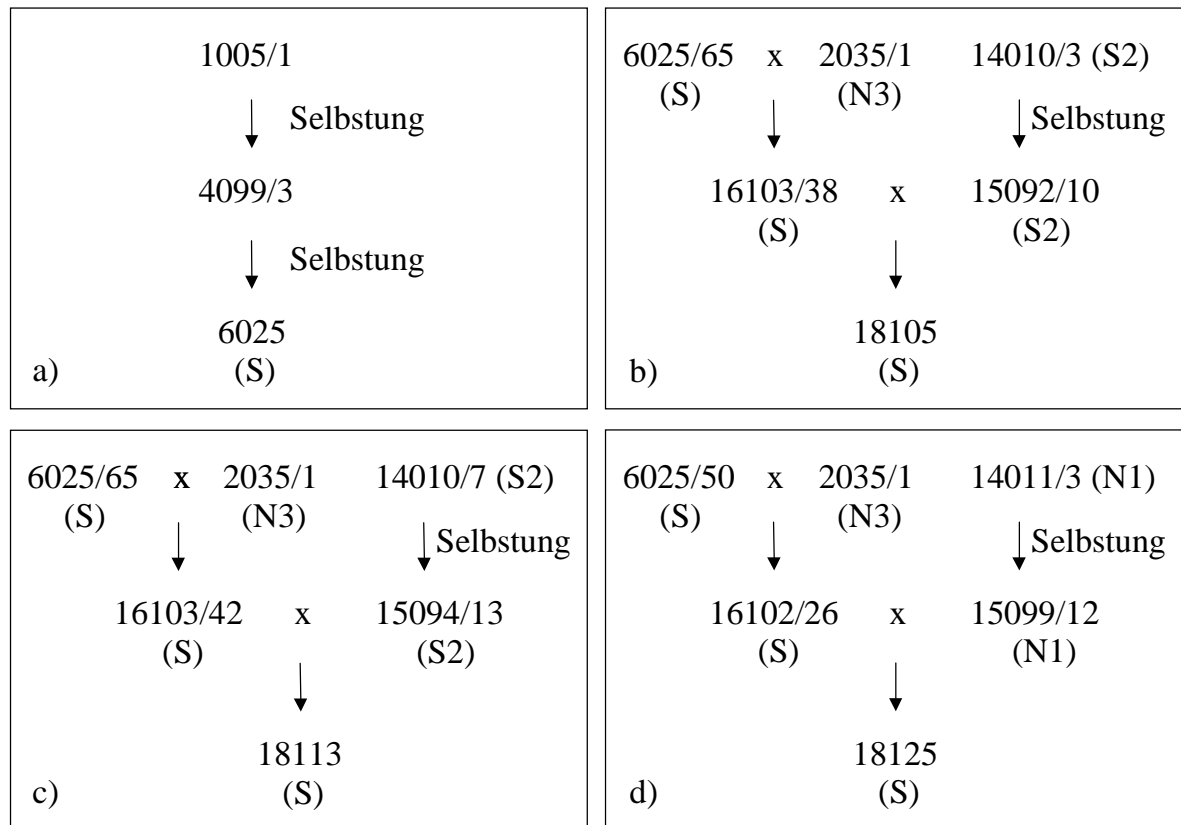 1005/1
Selbstung
4099/3
Selbstung
6025
(S)
a)
6025/65 x 2035/1 14010/3 (S2)
(S) (N3)
Selbstung
16103/38 x 15092/10
(S) (S2)
18105
(S)
b)
6025/65 x 2035/1 14010/7 (S2)
(S) (N3)
Selbstung
16103/42 x 15094/13
(S) (S2)
18113
(S)
c)
6025/50 x 2035/1 14011/3 (N1)
(S) (N3)
Selbstung
16102/26 x 15099/12
(S) (N1)
18125
(S)
d)